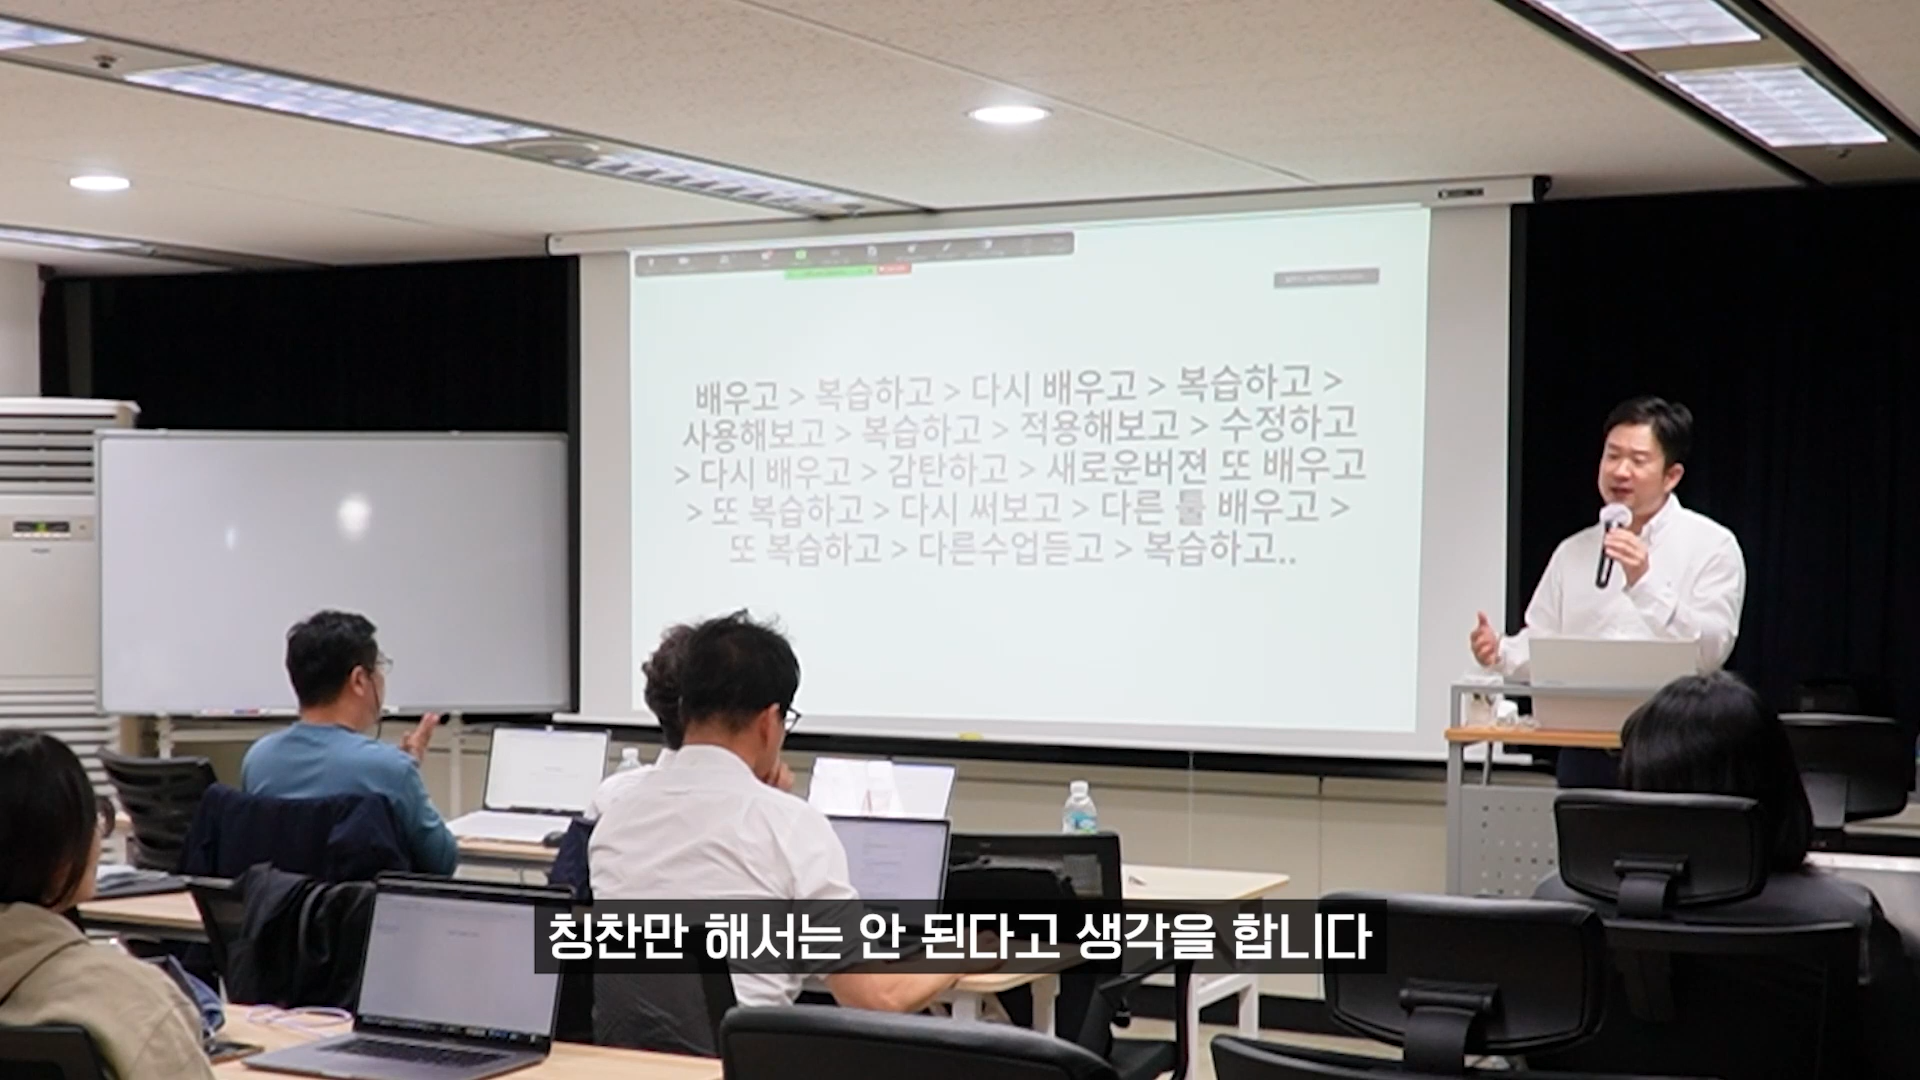 배우고 > 복습하고 > 다시 배우고 > 복습하고 >
사용해보고 > 복습하고 > 적용해보고 > 수정하고
> 다시 배우고 > 감탄하고 > 새로운버젼 또 배우고
> 또 복습하고 > 다시 써보고 > 다른 툴 배우고 >
또 복습하고 > 다른수업듣고 > 복습하고..
칭찬만 해서는 안 된다고 생각을 합니다